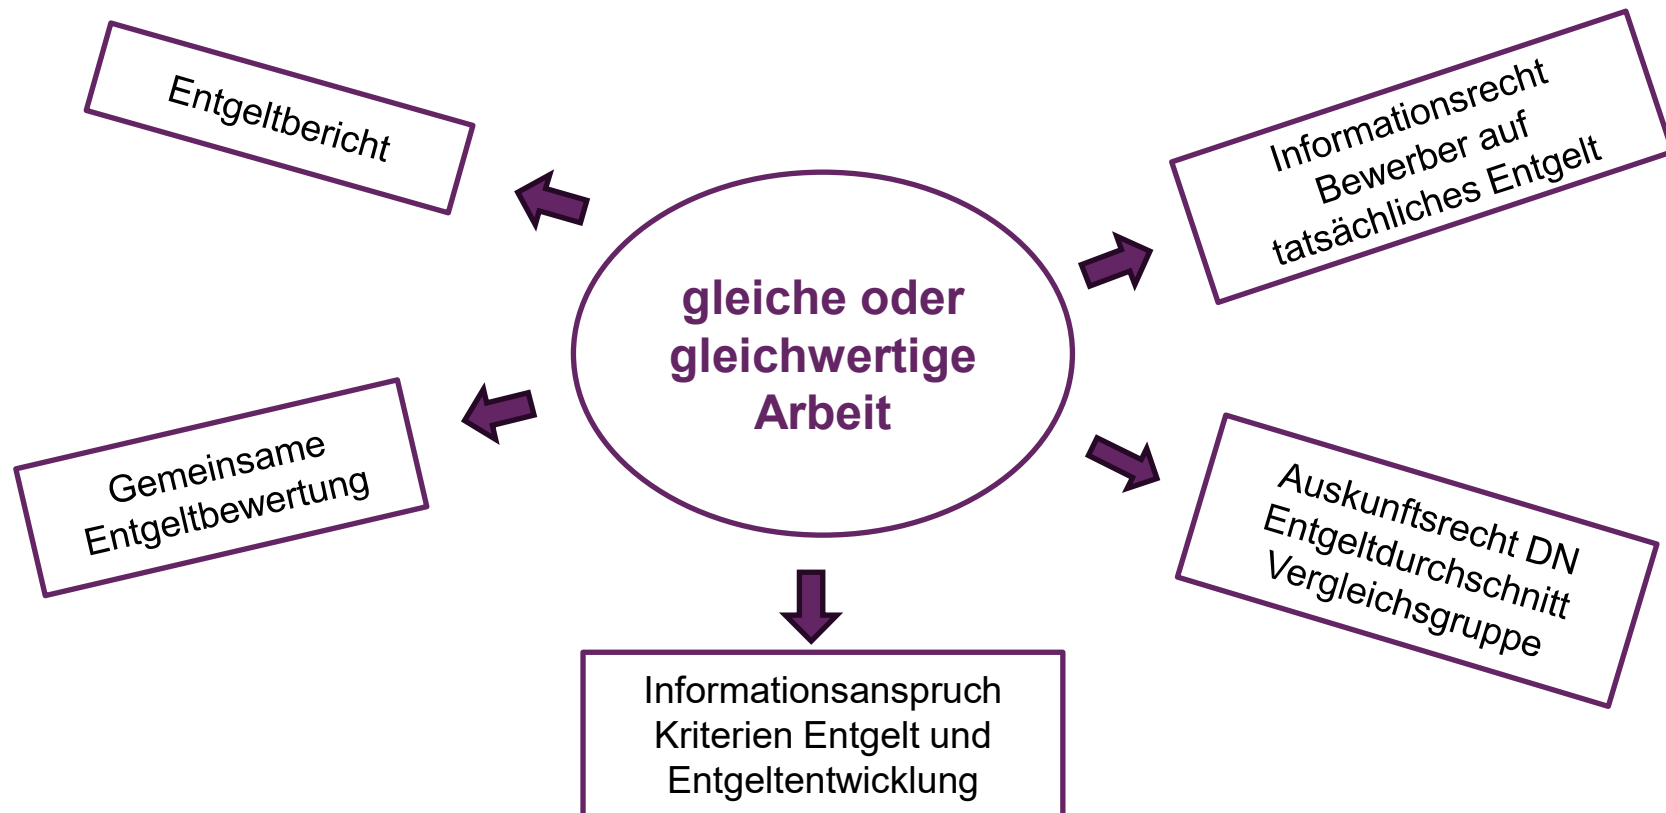 Entgeltbericht
Informationsrecht
Bewerber auf
tatsächliches Entgelt
gleiche oder
gleichwertige
Arbeit
Gemeinsame
Entgeltbewertung
Auskunftsrecht DN
Entgeltdurchschnitt
Vergleichsgruppe
Informationsanspruch
Kriterien Entgelt und
Entgeltentwicklung